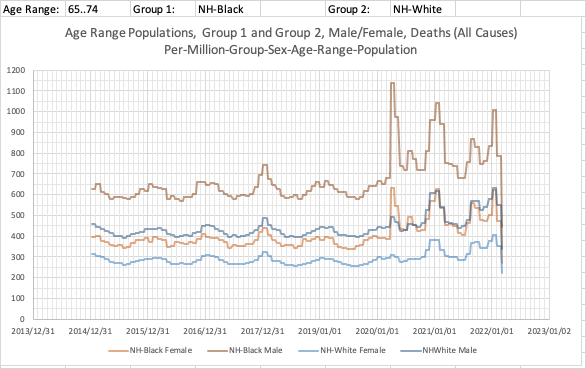 Age Range: 65..74 Group 1: NH-Black Group 2: NH-White
Age Range Populations, Group 1 and Group 2, Male/Female, Deaths (All Causes)
Per-Million-Group-Sex-Age-Range-Population
1200
1100
1000
900
800
700
600
500
400
300
200
100
0
2013/12/31 2014/12/31 2015/12/31 2016/12/31 2017/12/31 2019/01/01 2020/01/01 2021/01/01 2022/01/01 2023/01/02
NH-Black Female NH-Black Male NH-White Female NHWhite Male